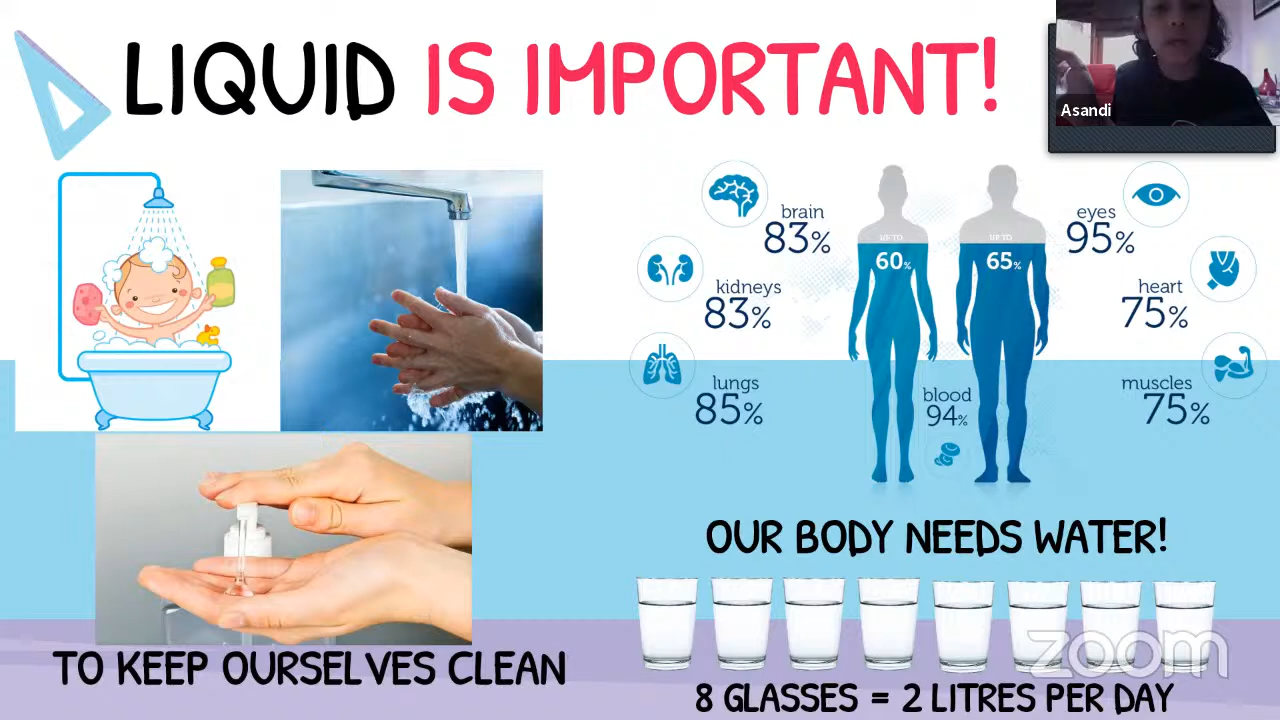 LIQUID IS IMPORTANT!
Asandi
brain
83%
kidneys
83%
lungs
85%
UP TO
60%
UP TO
65%
blood
94%
eyes
95%
heart
75%
muscles
75%
OUR BODY NEEDS WATER!
TO KEEP OURSELVES CLEAN
8 GLASSES = 2 LITRES PER DAY
zoom